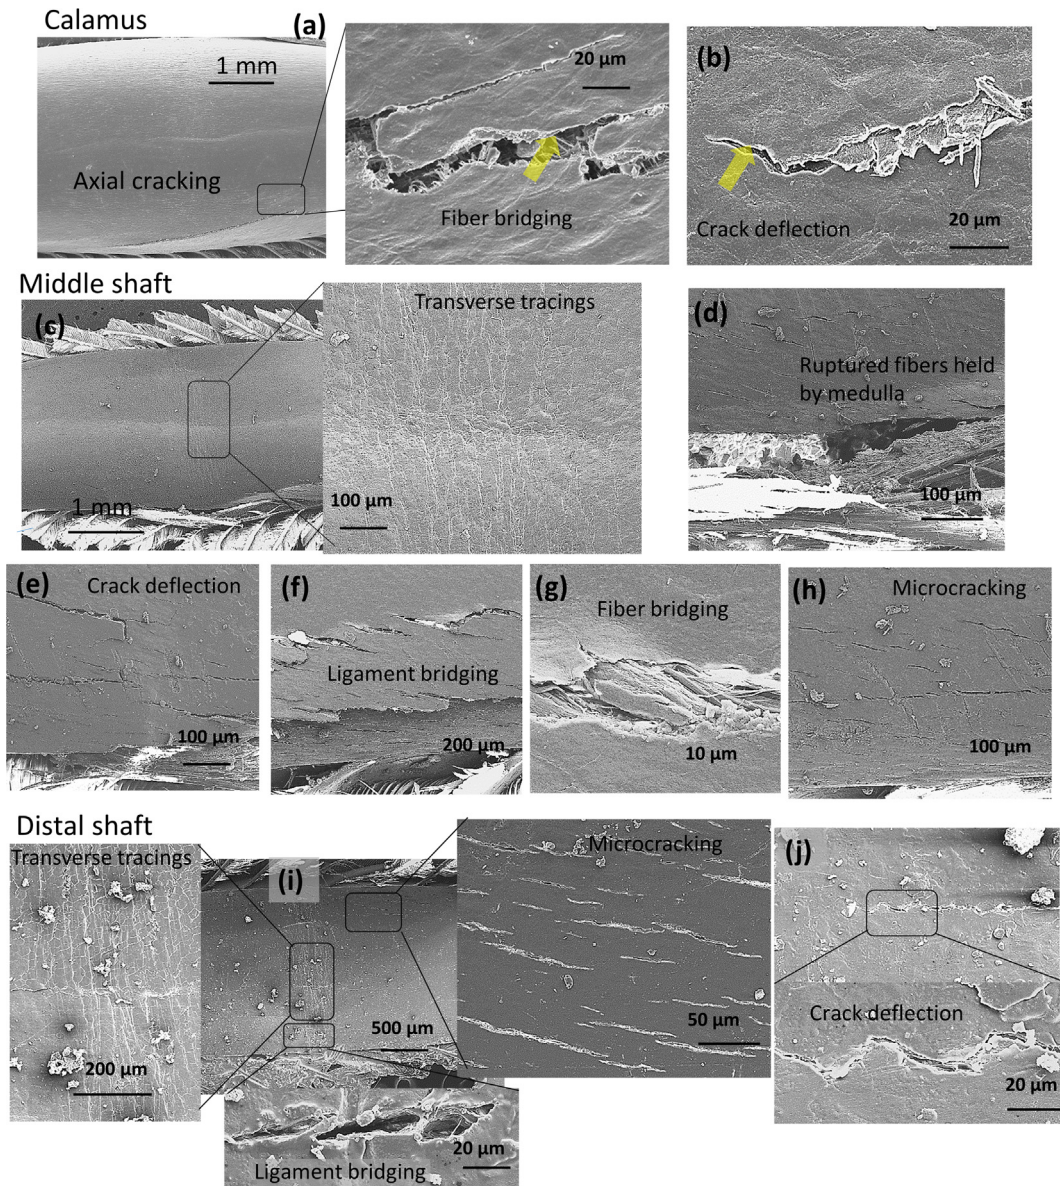 Calamus
(a)
1 mm
Axial cracking
20 µm
Fiber bridging
(b)
Crack deflection
20 µm
Middle shaft
(c)
1 mm
Transverse tracings
100 µm
(d)
Ruptured fibers held
by medulla
100 µm
(e)
Crack deflection
100 µm
(f)
Ligament bridging
200 µm
(g)
Fiber bridging
10 µm
(h)
Microcracking
100 µm
Distal shaft
Transverse tracings
200 µm
(i)
500 µm
Microcracking
50 µm
Ligament bridging
20 µm
(j)
Crack deflection
20 µm